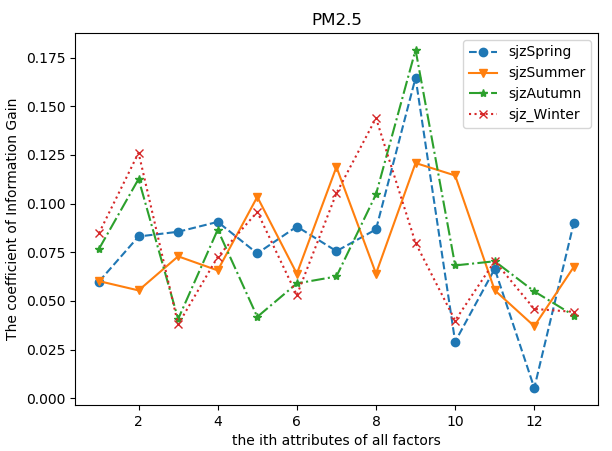 PM2.5
The coefficient of Information Gain
0.175
0.150
0.125
0.100
0.075
0.050
0.025
0.000
sjzSpring
sjzSummer
sjzAutumn
sjz_Winter
2 4 6 8 10 12
the ith attributes of all factors